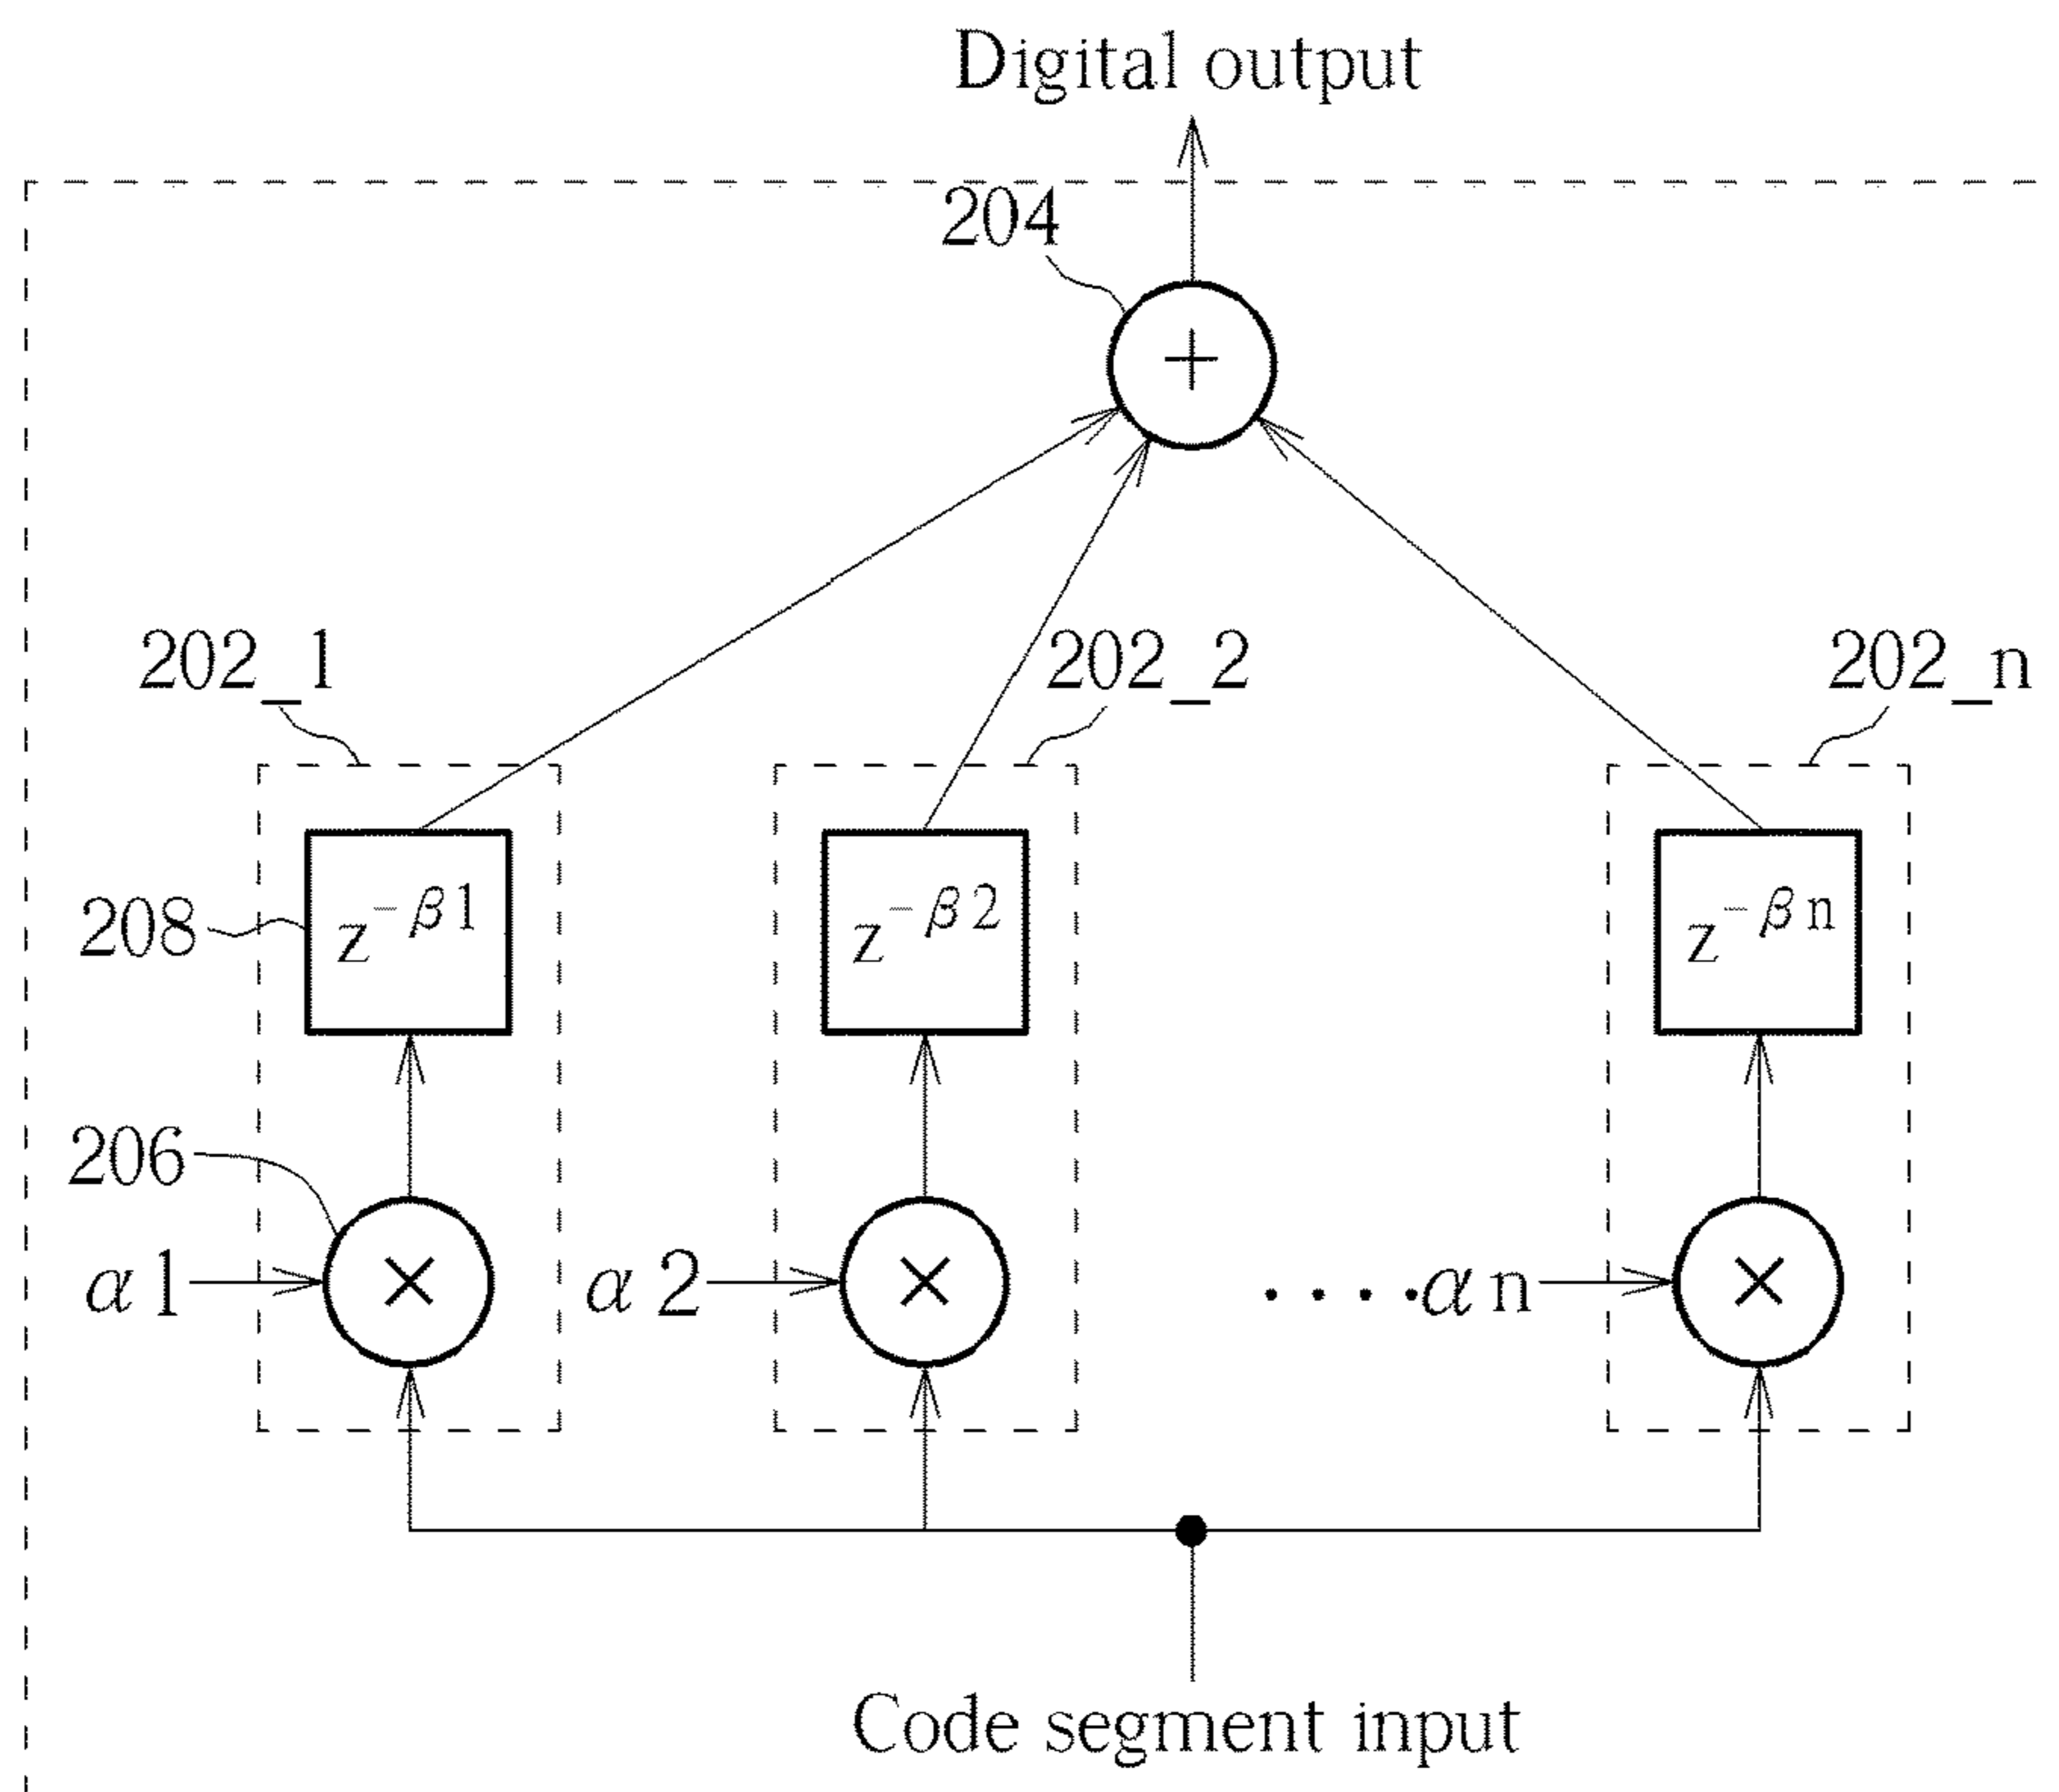 Digital output
204
+
202_1
202_2
202_n
208
z^-β1
z^-β2
z^-βn
206
α1
×
α2
×
....
αn
×
Code segment input